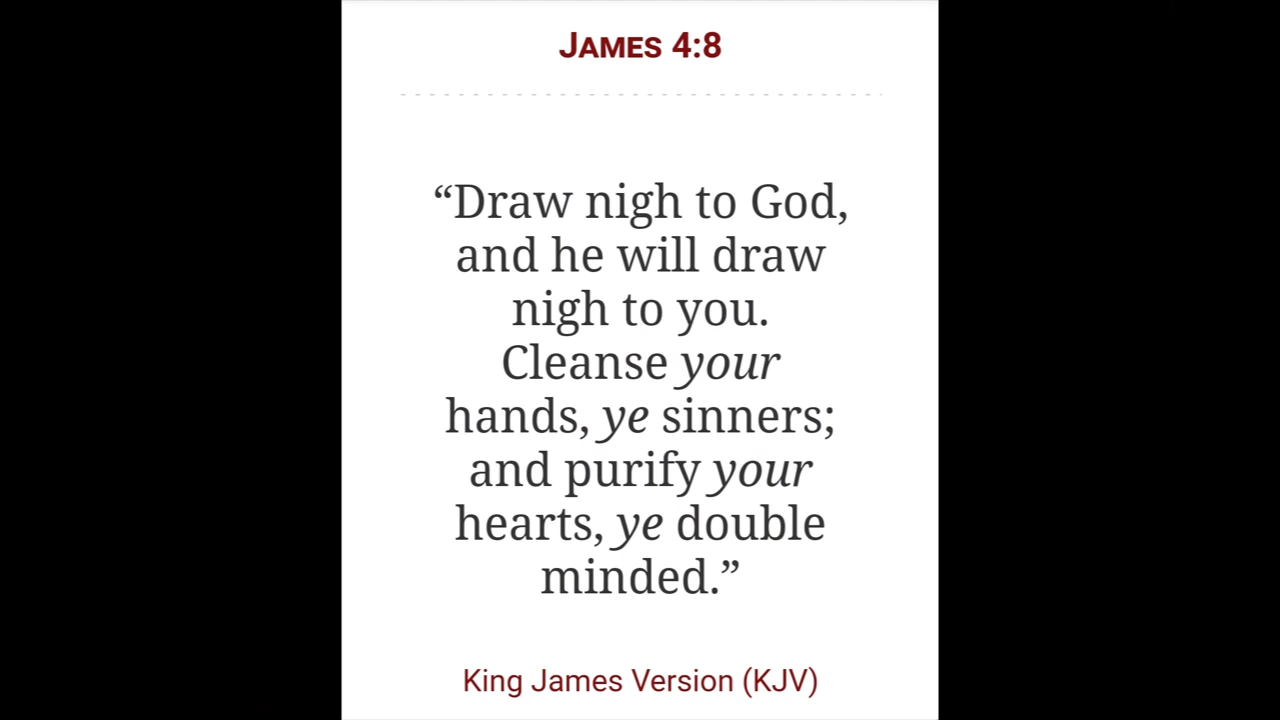 James 4:8
“Draw nigh to God,
and he will draw
nigh to you.
Cleanse your
hands, ye sinners;
and purify your
hearts, ye double
minded.”
King James Version (KJV)